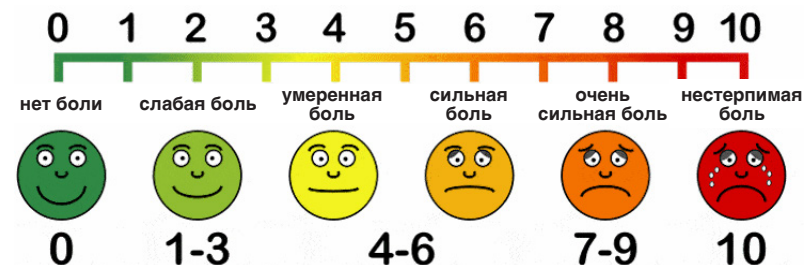 0 1 2 3 4 5 6 7 8 9 10
нет боли
слабая боль
умеренная
боль
сильная
боль
очень
сильная боль
нестерпимая
боль
0 1-3 4-6 7-9 10